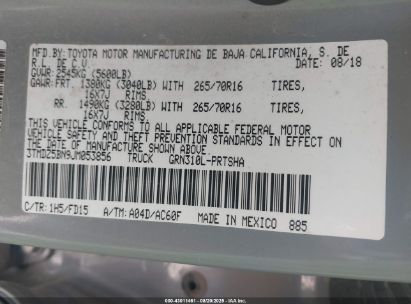 MFD.BY:TOYOTA MOTOR MANUFACTURING DE BAJA CALIFORNIA, S. DE
R.L. DE C.V. DATE: 08/18
GVWR: 2545KG (5600LB)
GAWR:FRT. 1380KG (3040LB) WITH 265/70R16 TIRES,
16X7J RIMS,
RR. 1490KG (3280LB) WITH 265/70R16 TIRES,
16X7J RIMS.
THIS VEHICLE CONFORMS TO ALL APPLICABLE FEDERAL MOTOR
VEHICLE SAFETY AND THEFT PREVENTION STANDARDS IN EFFECT ON
THE DATE OF MANUFACTURE SHOWN ABOVE.
3TMDZ5BN9JM053856 TRUCK GRN310L-PRTSHA
C/TR: 1H5/FD15 A/TM: A04D/AC60F MADE IN MEXICO 885